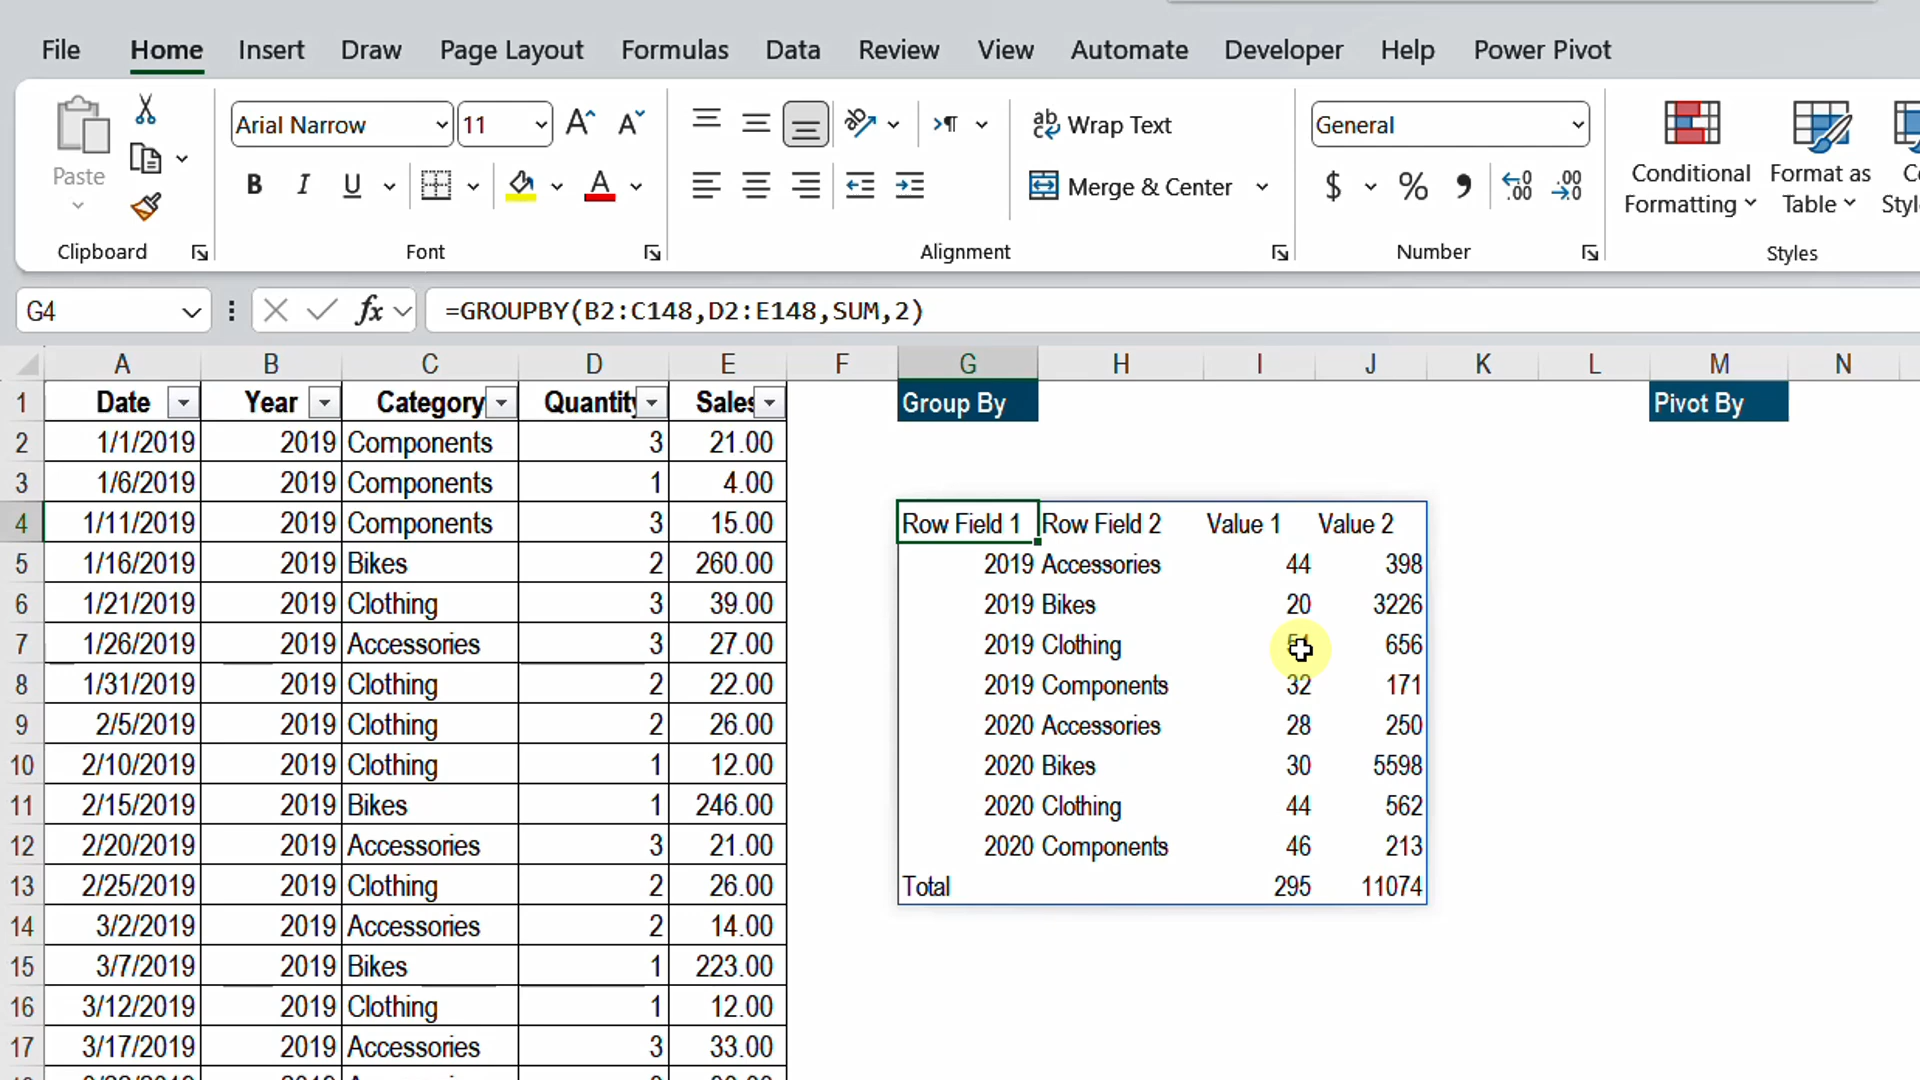 File Home Insert Draw Page Layout Formulas Data Review View Automate Developer Help Power Pivot
Arial Narrow 11 Wrap Text General
Paste Conditional Format as
B I U Merge & Center $ % Formatting Table
Clipboard Font Alignment Number Styles
G4 fx =GROUPBY(B2:C148,D2:E148,SUM,2)
A B C D E F G H I J K L M N
1 Date Year Category Quantity Sales Group By Pivot By
2 1/1/2019 2019 Components 3 21.00
3 1/6/2019 2019 Components 1 4.00
4 1/11/2019 2019 Components 3 15.00 Row Field 1 Row Field 2 Value 1 Value 2
5 1/16/2019 2019 Bikes 2 260.00 2019 Accessories 44 398
6 1/21/2019 2019 Clothing 3 39.00 2019 Bikes 20 3226
7 1/26/2019 2019 Accessories 3 27.00 2019 Clothing 656
8 1/31/2019 2019 Clothing 2 22.00 2019 Components 32 171
9 2/5/2019 2019 Clothing 2 26.00 2020 Accessories 28 250
10 2/10/2019 2019 Clothing 1 12.00 2020 Bikes 30 5598
11 2/15/2019 2019 Bikes 1 246.00 2020 Clothing 44 562
12 2/20/2019 2019 Accessories 3 21.00 2020 Components 46 213
13 2/25/2019 2019 Clothing 2 26.00 Total 295 11074
14 3/2/2019 2019 Accessories 2 14.00
15 3/7/2019 2019 Bikes 1 223.00
16 3/12/2019 2019 Clothing 1 12.00
17 3/17/2019 2019 Accessories 3 33.00